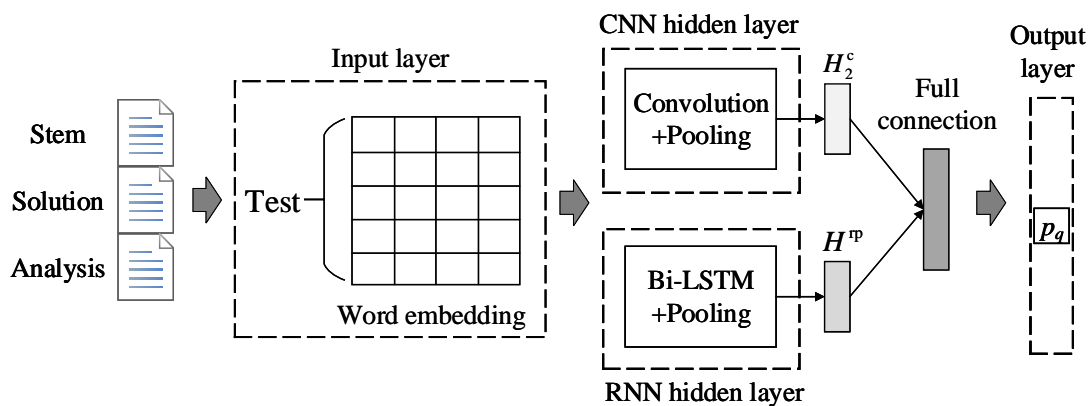 Stem
Solution
Analysis
Input layer
Test
Word embedding
CNN hidden layer
Convolution
+Pooling
H₂ᶜ
Bi-LSTM
+Pooling
RNN hidden layer
Hʳᵖ
Full
connection
Output
layer
p_q